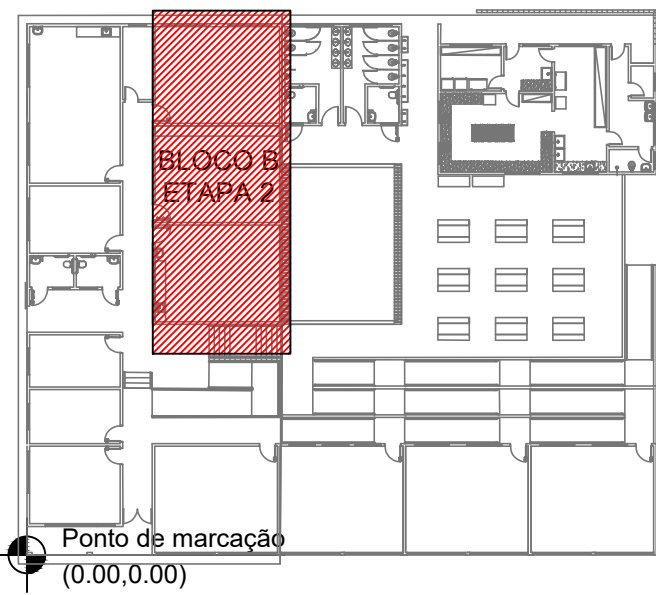 BLOCO B
ETAPA 2
Ponto de marcação
(0.00,0.00)